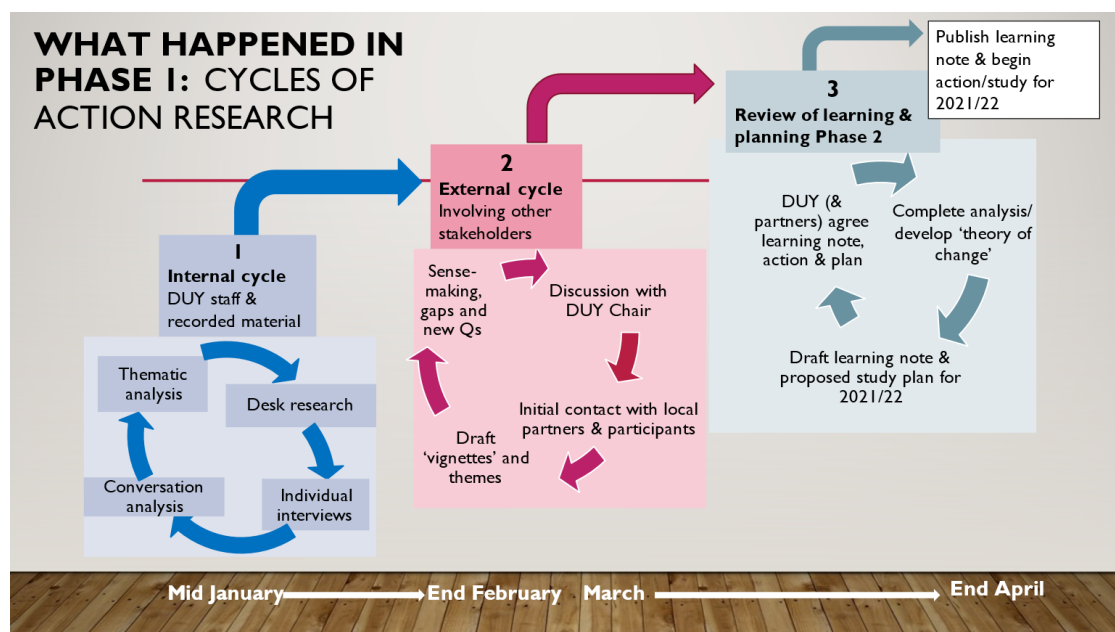 WHAT HAPPENED IN
PHASE 1: CYCLES OF
ACTION RESEARCH
1
Internal cycle
DUY staff &
recorded material
Thematic
analysis
Desk research
Individual
interviews
Conversation
analysis
2
External cycle
Involving other
stakeholders
Sense-
making,
gaps and
new Qs
Discussion with
DUY Chair
Initial contact with local
partners & participants
Draft
‘vignettes’ and
themes
3
Review of learning &
planning Phase 2
DUY (&
partners) agree
learning note,
action & plan
Complete analysis/
develop ‘theory of
change’
Draft learning note &
proposed study plan for
2021/22
Publish learning
note & begin
action/study for
2021/22
Mid January
End February
March
End April